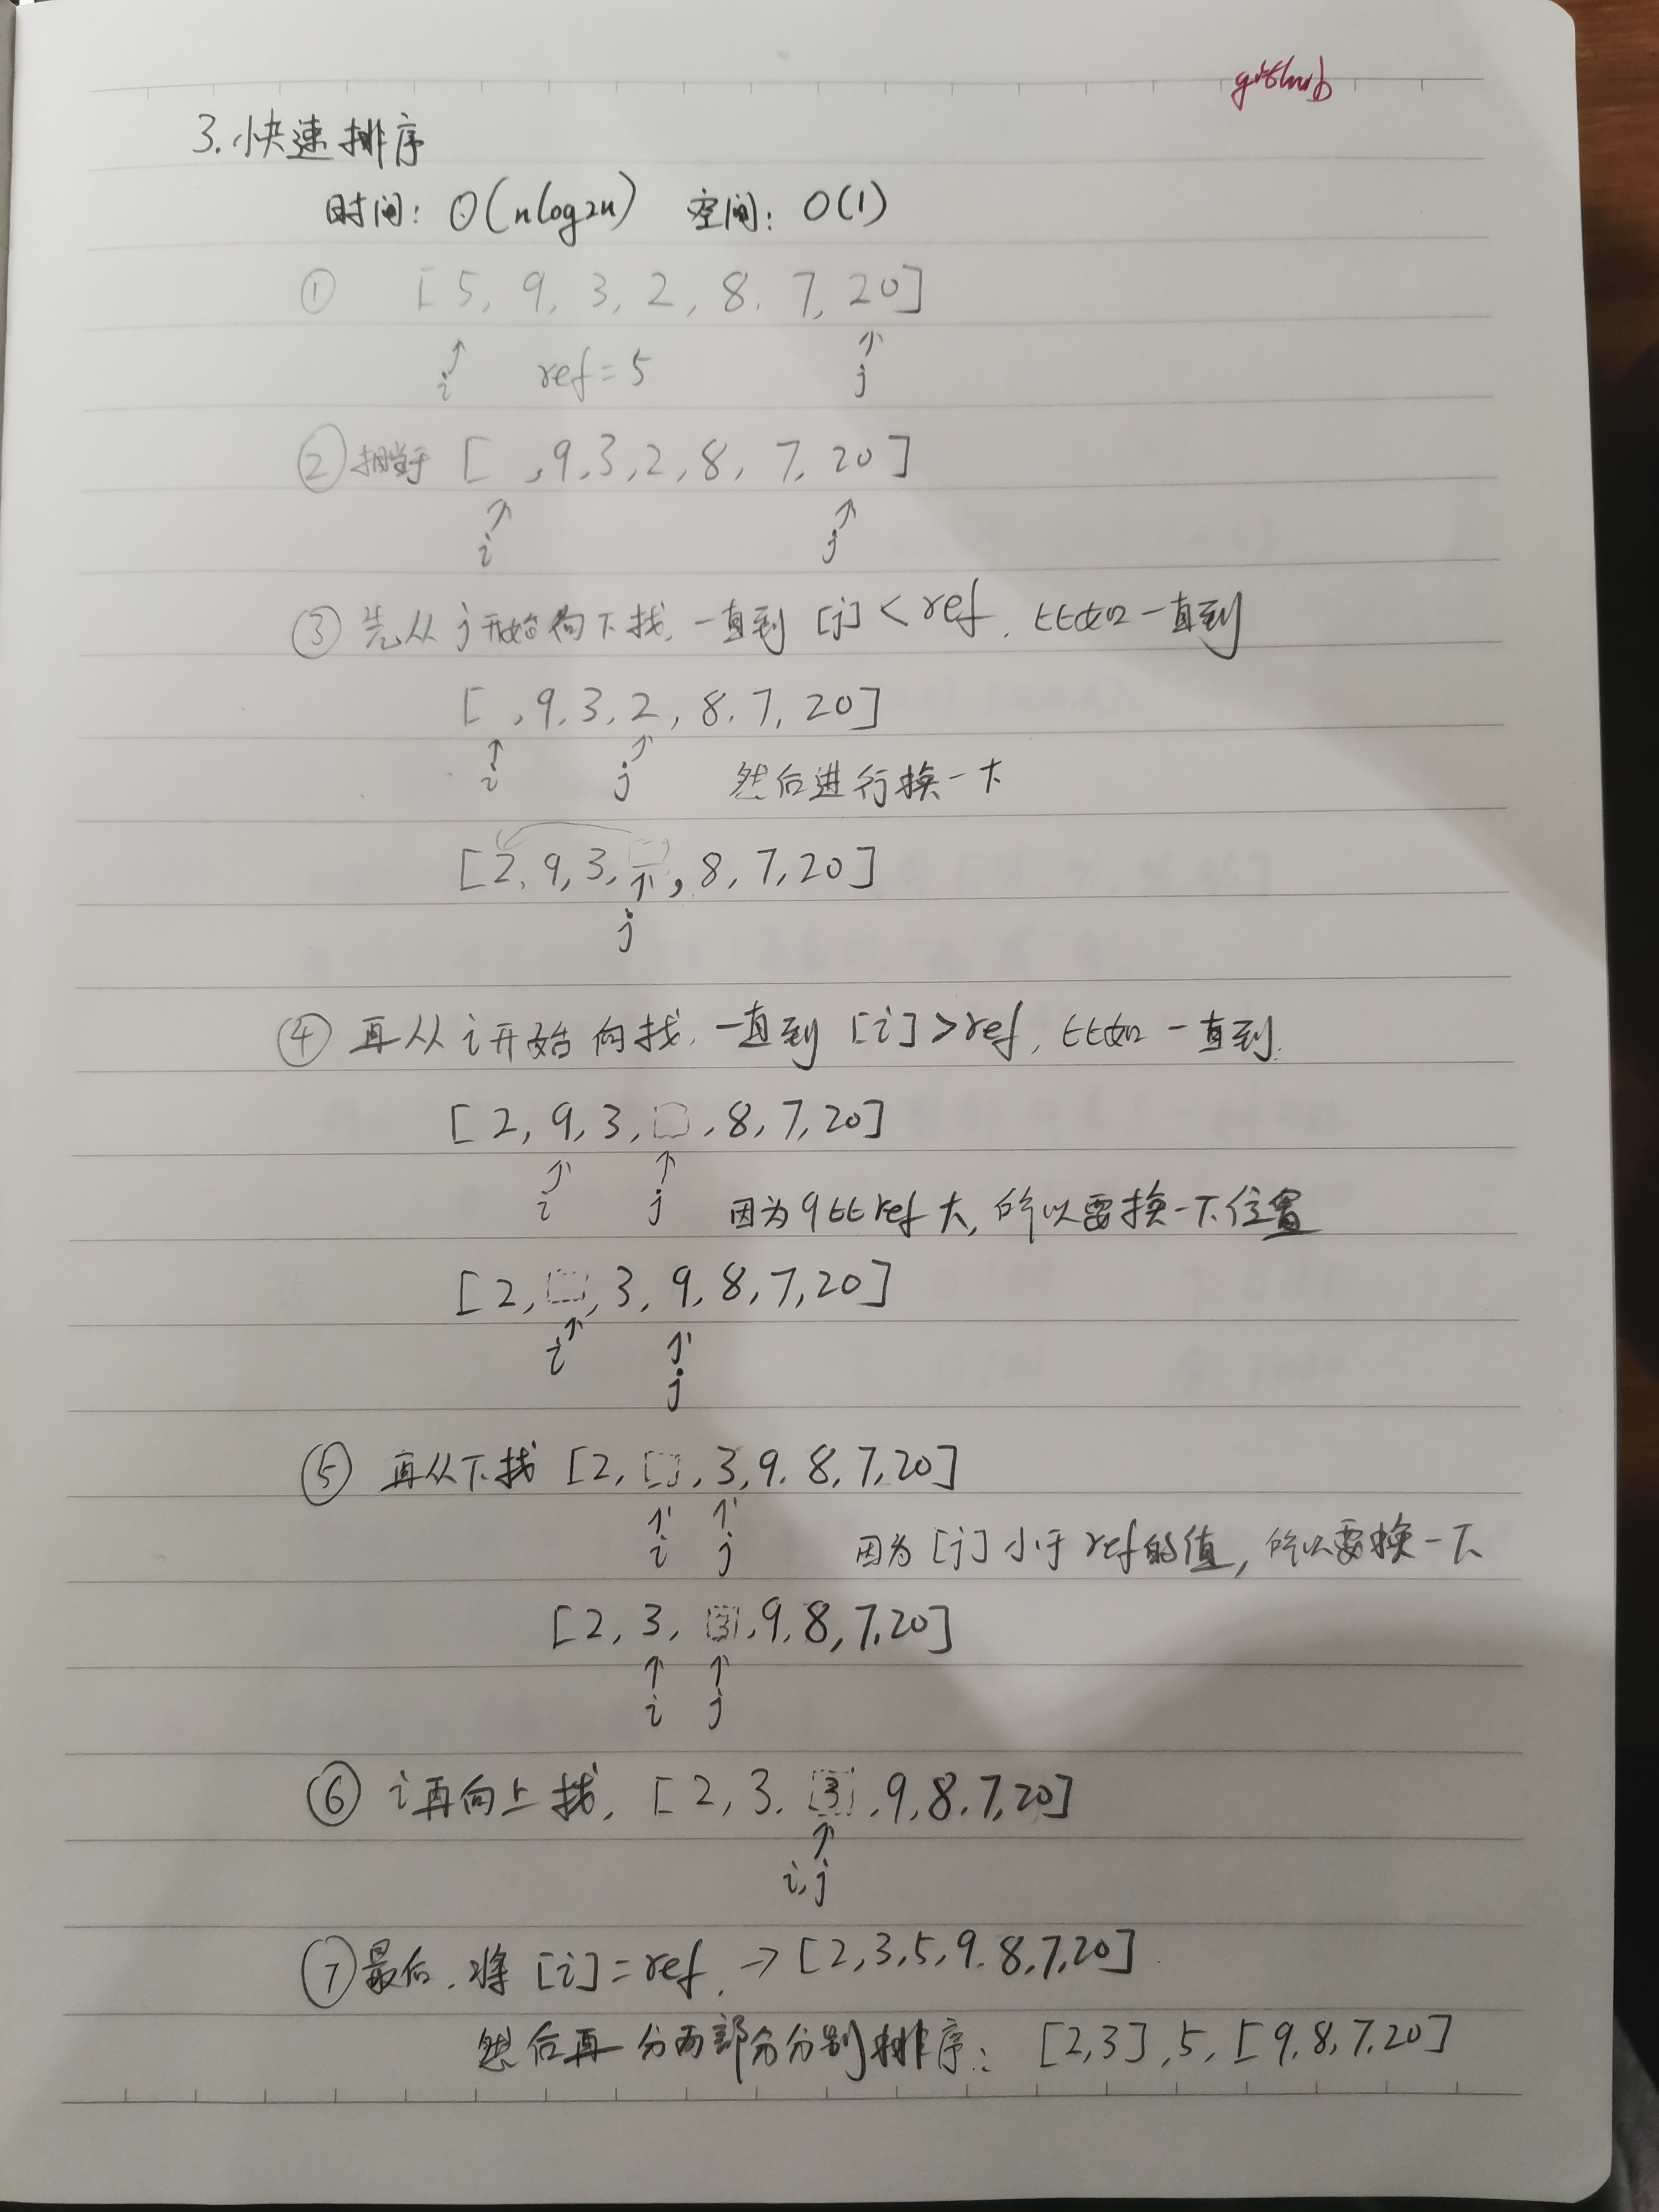 github
3.快速排序
时间: O(nlog2n) 空间: O(1)
① [5, 9, 3, 2, 8, 7, 20]
i ref=5 j
② 相当于 [ ,9,3,2,8,7,20]
i j
③ 先从j开始向下找,一直到[j]<ref,比如一直到
[ ,9,3,2,8,7,20]
i j 然后进行换一下
[2,9,3, ,8,7,20]
j
④ 再从i开始向找,一直到[i]>ref,比如一直到
[2,9,3, ,8,7,20]
i j 因为9比ref大,所以要换一下位置
[2, ,3,9,8,7,20]
i j
⑤ 再从下找 [2, ,3,9,8,7,20]
i j 因为[j]小于ref的值,所以要换一下
[2,3,3,9,8,7,20]
i j
⑥ i再向上找, [2,3,3,9,8,7,20]
i,j
⑦最后,将[i]=ref, →[2,3,5,9,8,7,20]
然后再分两部分分别排序: [2,3],5,[9,8,7,20]